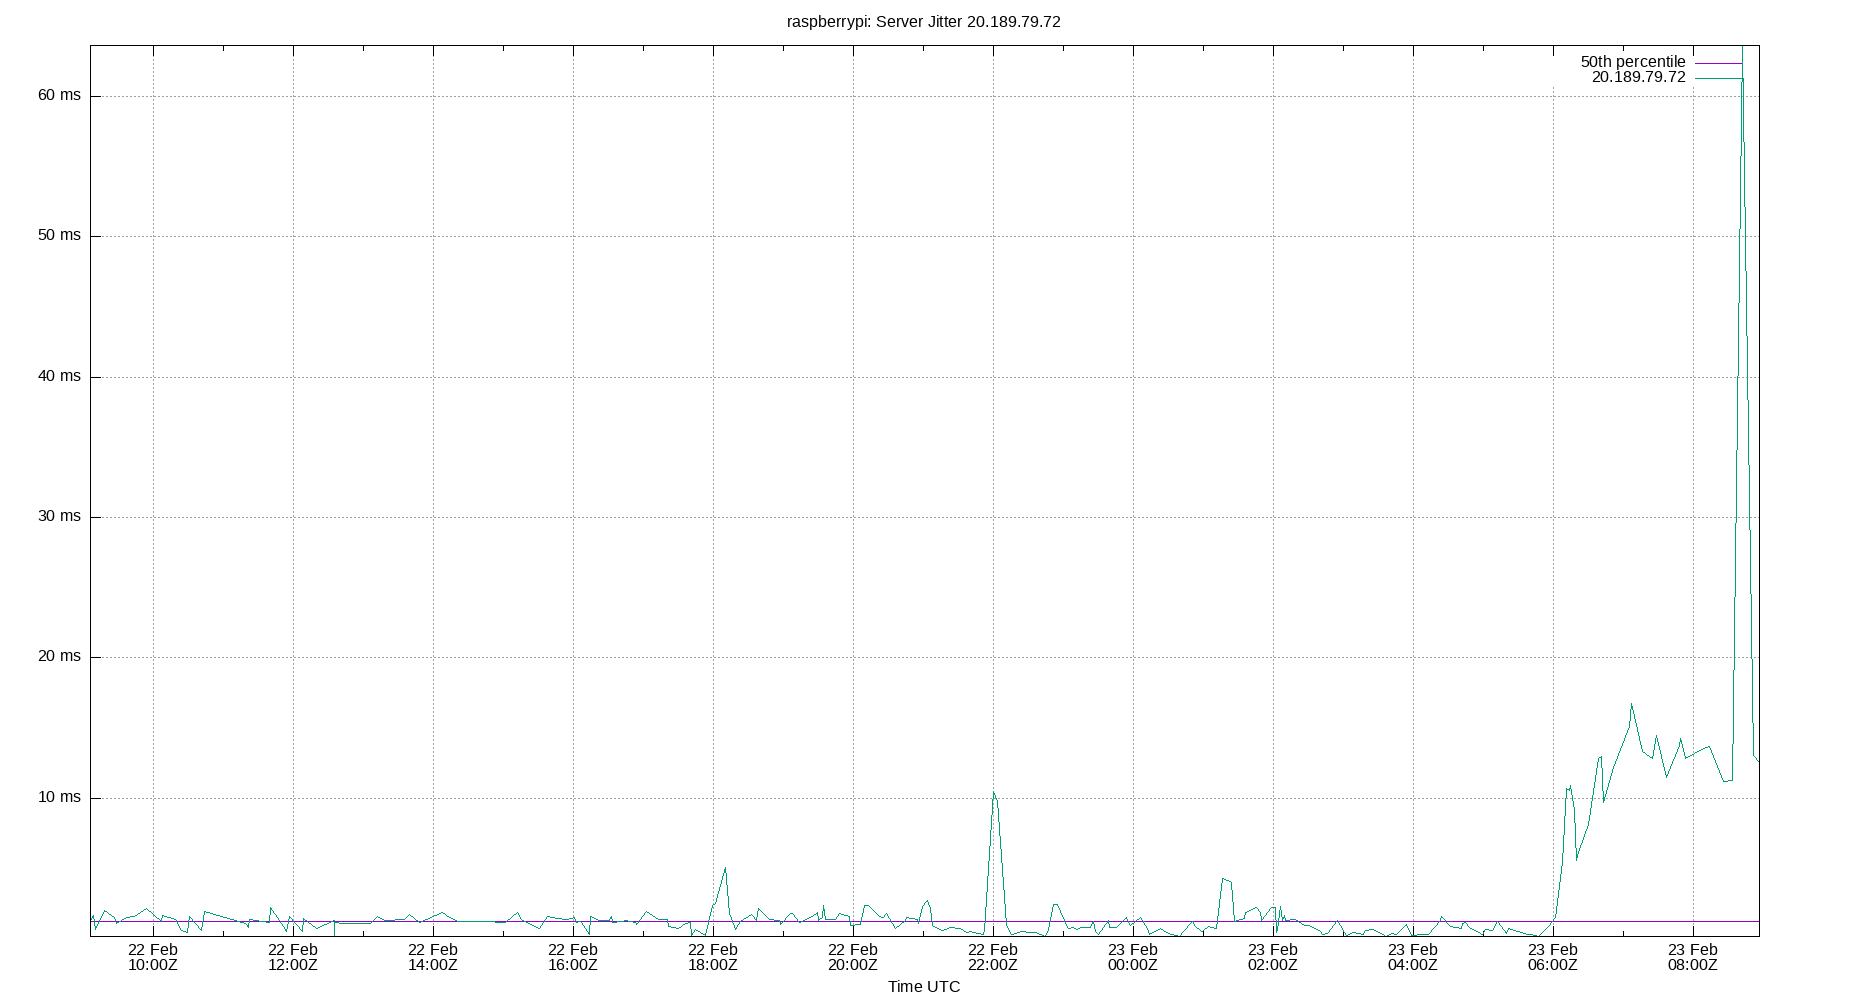 raspberrypi: Server Jitter 20.189.79.72
50th percentile
20.189.79.72
60 ms
50 ms
40 ms
30 ms
20 ms
10 ms
22 Feb 22 Feb 22 Feb 22 Feb 22 Feb 22 Feb 22 Feb 23 Feb 23 Feb 23 Feb 23 Feb 23 Feb
10:00Z 12:00Z 14:00Z 16:00Z 18:00Z 20:00Z 22:00Z 00:00Z 02:00Z 04:00Z 06:00Z 08:00Z
Time UTC